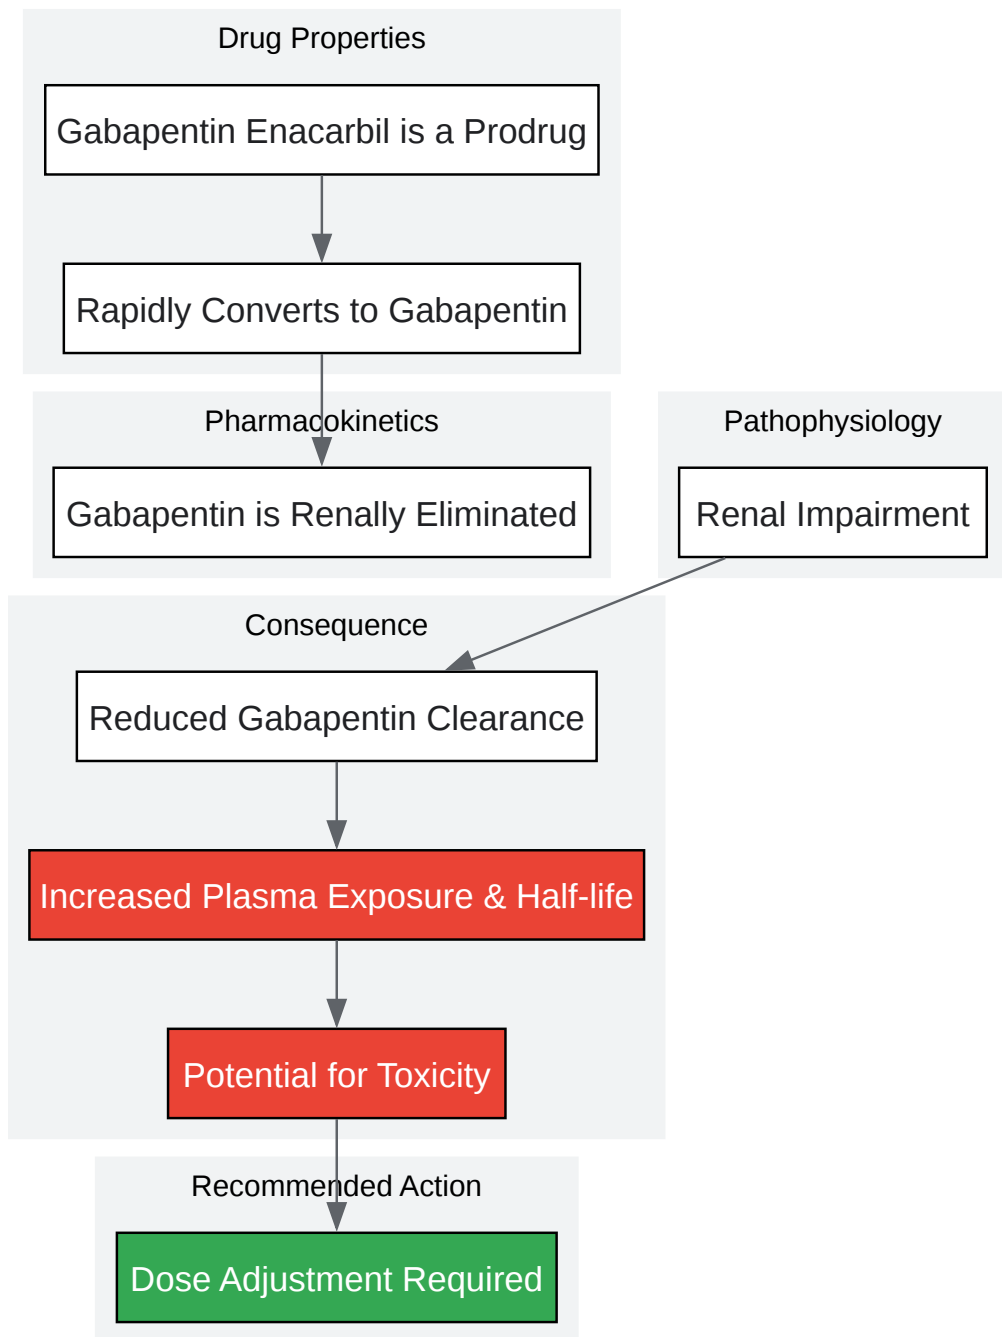 Drug Properties
Gabapentin Enacarbil is a Prodrug
Rapidly Converts to Gabapentin
Pharmacokinetics
Gabapentin is Renally Eliminated
Pathophysiology
Renal Impairment
Consequence
Reduced Gabapentin Clearance
Increased Plasma Exposure & Half-life
Potential for Toxicity
Recommended Action
Dose Adjustment Required